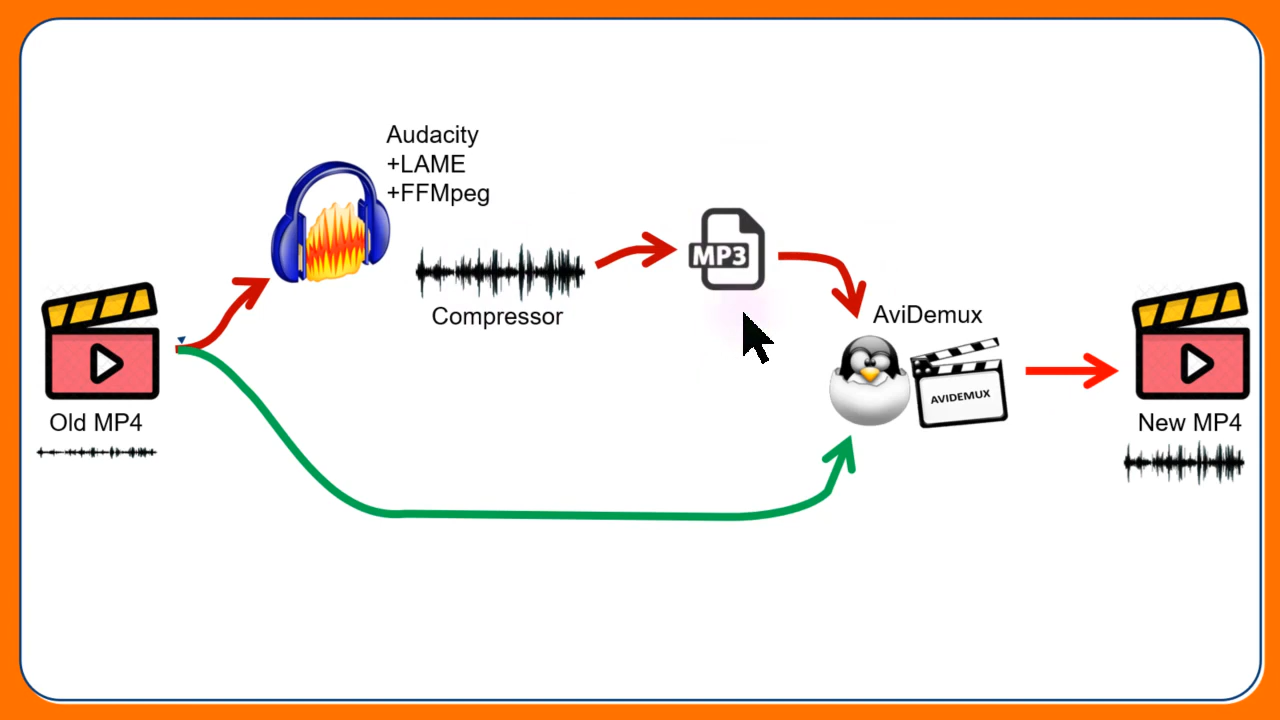 Audacity
+LAME
+FFMpeg
MP3
Compressor
AviDemux
AVIDEMUX
Old MP4
New MP4